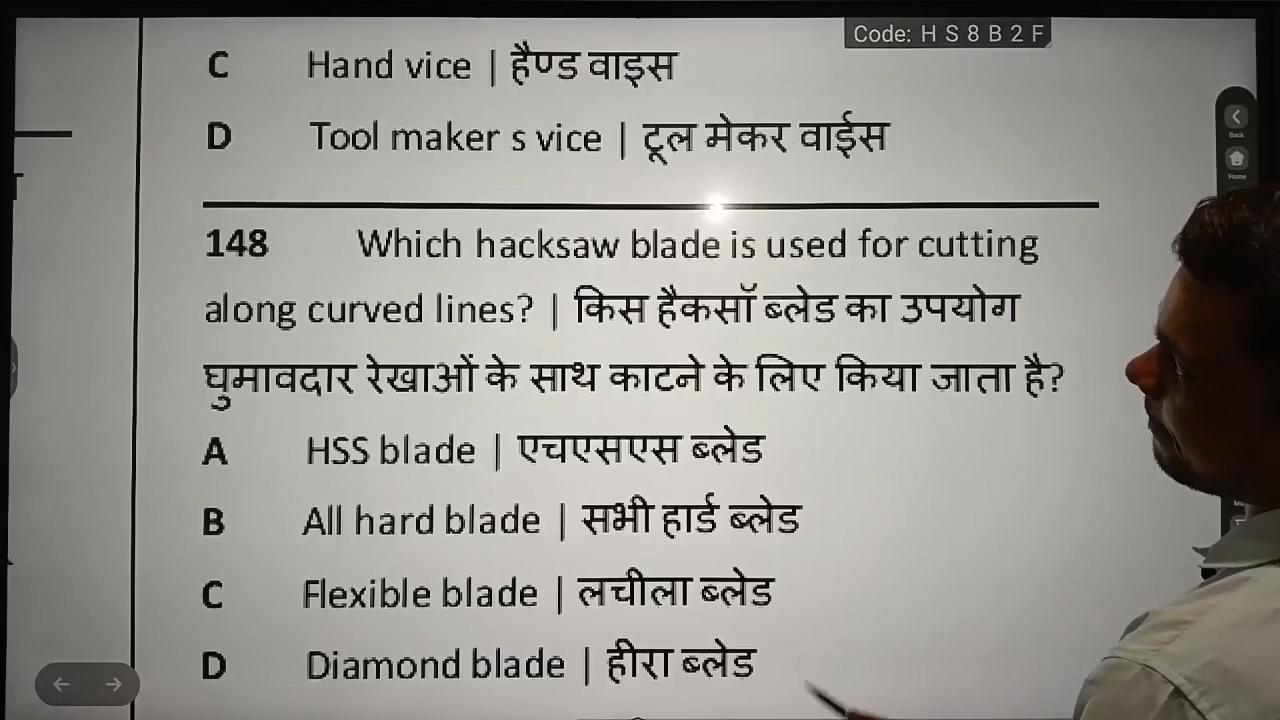 Code: H S 8 B 2 F
C Hand vice | हैण्ड वाइस
D Tool maker s vice | टूल मेकर वाईस
Back
Home
148 Which hacksaw blade is used for cutting
along curved lines? | किस हैकसॉ ब्लेड का उपयोग
घुमावदार रेखाओं के साथ काटने के लिए किया जाता है?
A HSS blade | एचएसएस ब्लेड
B All hard blade | सभी हार्ड ब्लेड
C Flexible blade | लचीला ब्लेड
D Diamond blade | हीरा ब्लेड